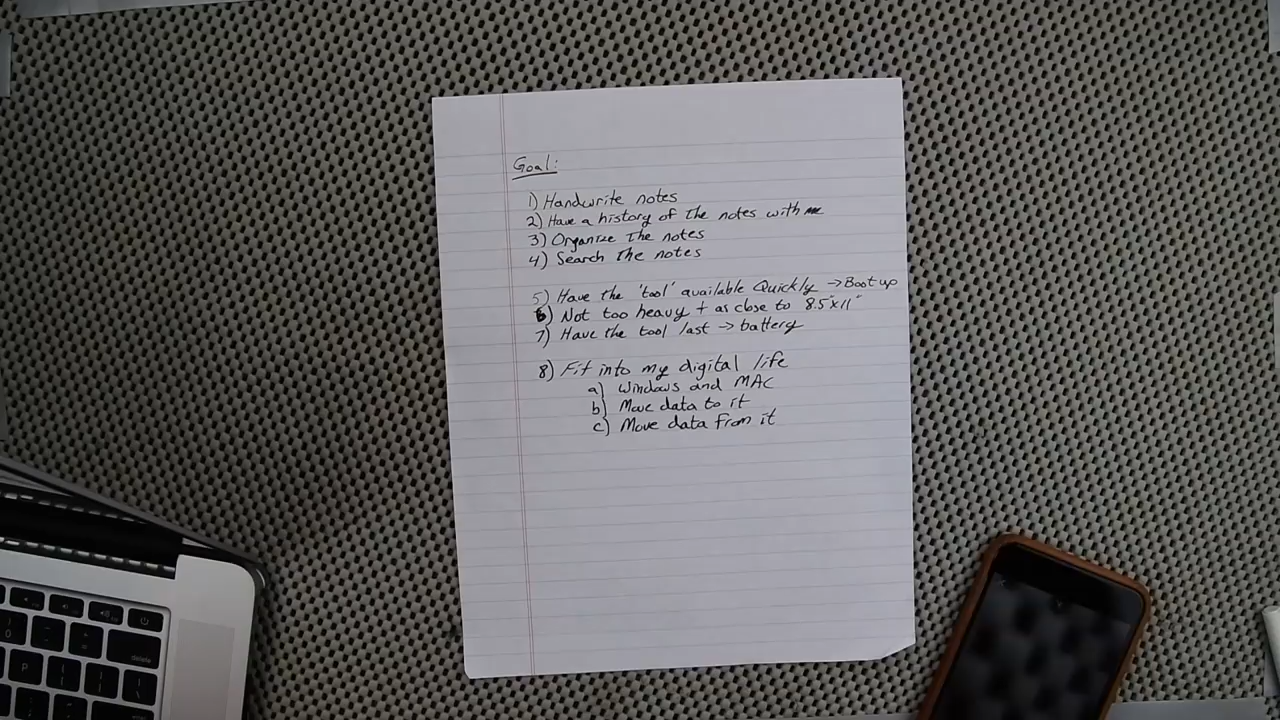 Goal:
1) Handwrite notes
2) Have a history of the notes with me
3) Organize the notes
4) Search the notes
5) Have the 'tool' available Quickly → Boot up
6) Not too heavy + as close to 8.5"x11"
7) Have the tool last → battery
8) Fit into my digital life
a) Windows and MAC
b) Move data to it
c) Move data from it
delete
P